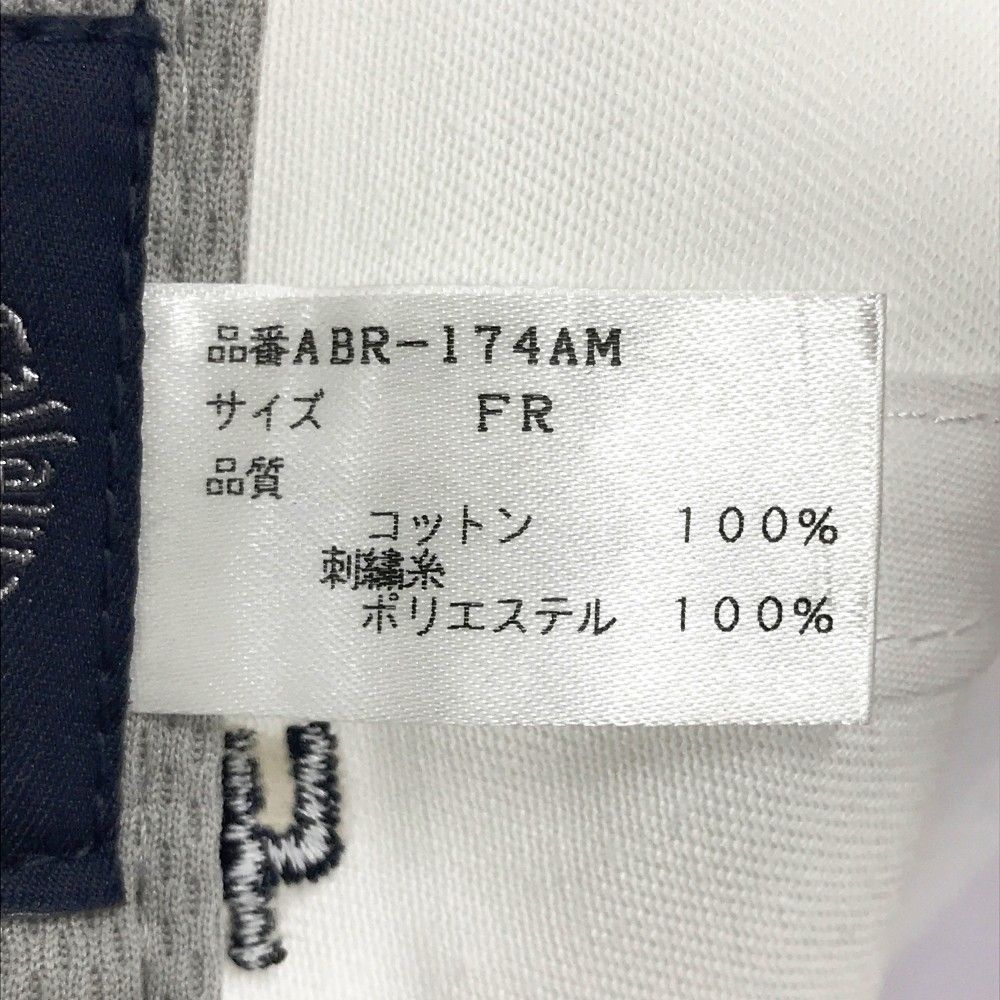 品番ABR-174AM
サイズ FR
品質
コットン 100%
刺繍糸
ポリエステル 100%